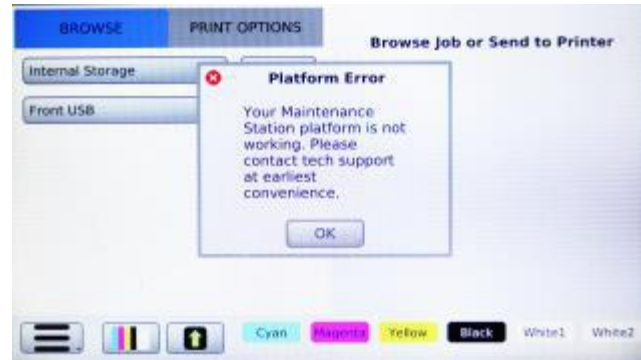 BROWSE
PRINT OPTIONS
Browse Job or Send to Printer
Internal Storage
Front USB
Platform Error
Your Maintenance
Station platform is not
working. Please
contact tech support
at earliest
convenience.
OK
Cyan
Magenta
Yellow
Black
White1
White2